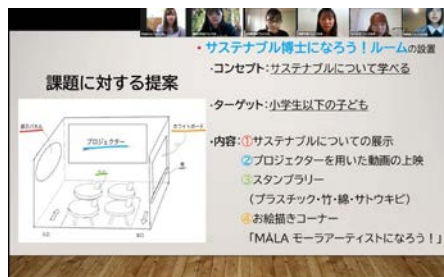 ・サステナブル博士になろう!ルームの設置
課題に対する提案
・コンセプト:サステナブルについて学べる
・ターゲット:小学生以下の子ども
・内容:①サステナブルについての展示
②プロジェクターを用いた動画の上映
③スタンプラリー
(プラスチック・竹・綿・サトウキビ)
④お絵描きコーナー
「MÅLA モーラアーティストになろう!」
プロジェクター
ホワイトボード